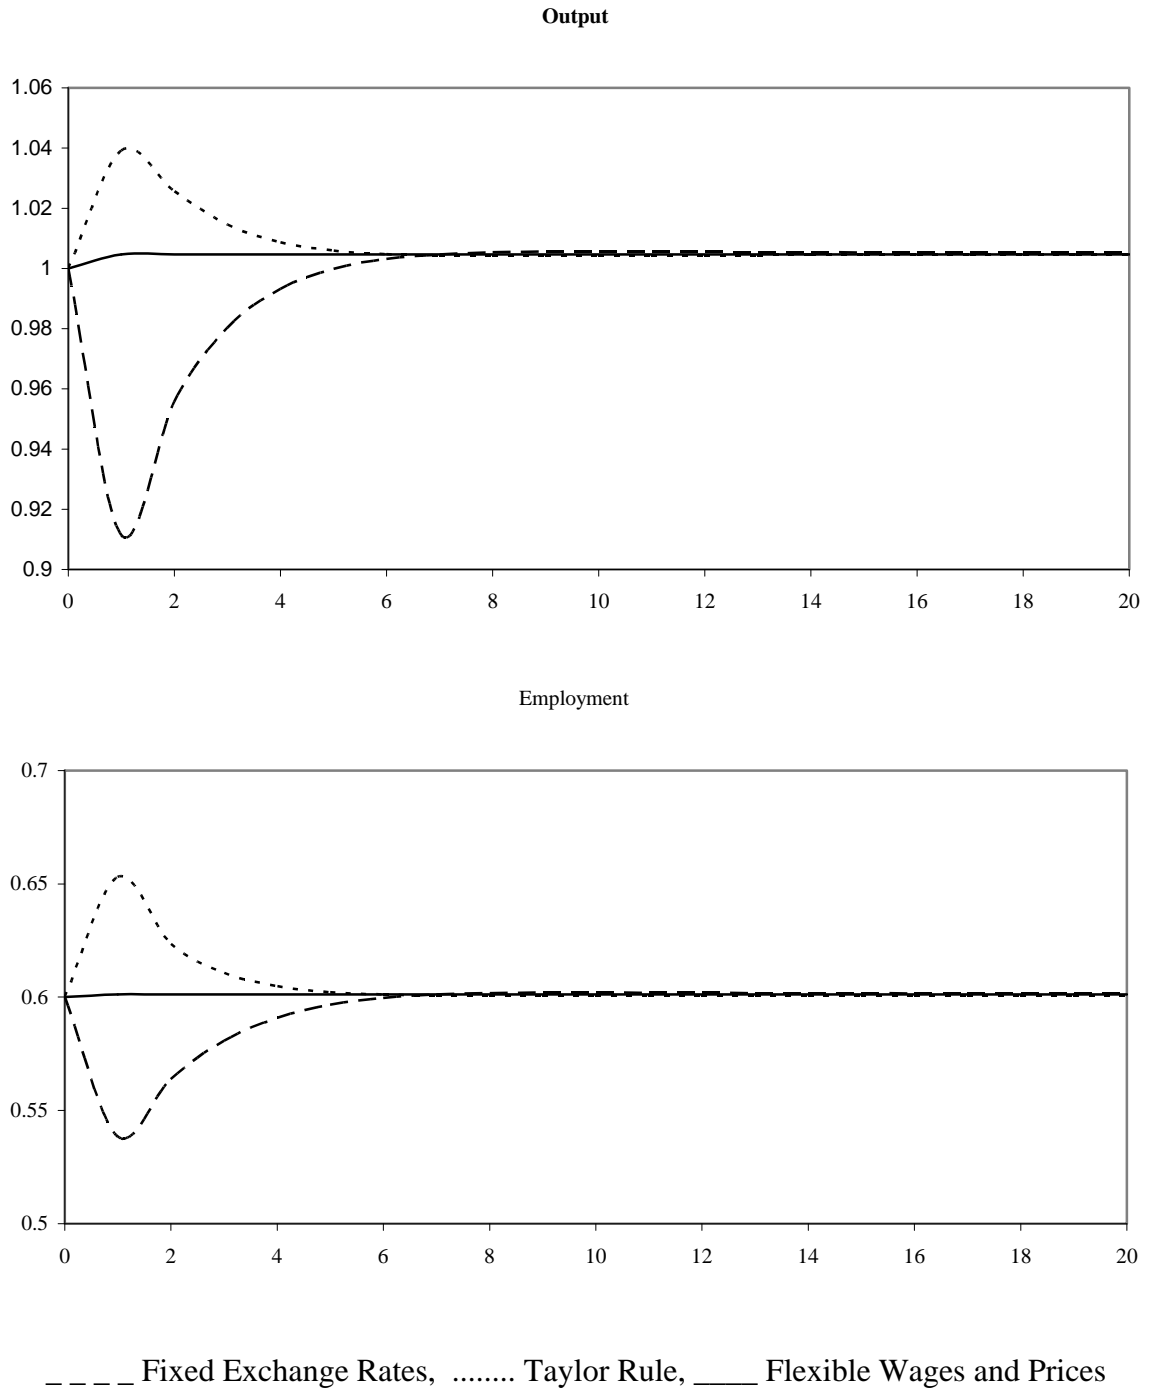 Output
1.06
1.04
1.02
1
0.98
0.96
0.94
0.92
0.9
0 2 4 6 8 10 12 14 16 18 20
Employment
0.7
0.65
0.6
0.55
0.5
0 2 4 6 8 10 12 14 16 18 20
_ _ _ _ Fixed Exchange Rates, ........ Taylor Rule, ____ Flexible Wages and Prices